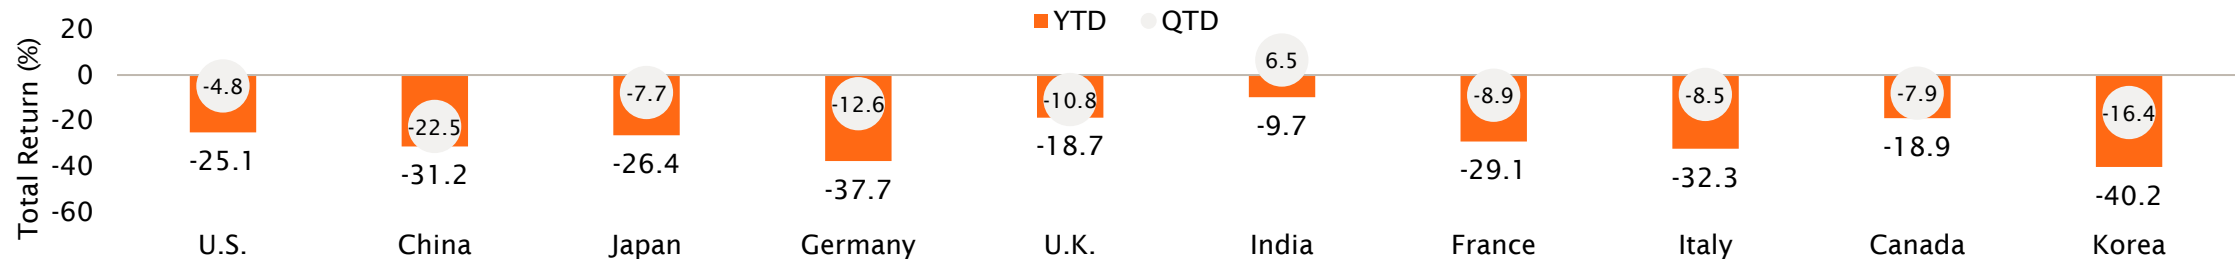 YTD QTD
Total Return (%)
20
0
-20
-40
-60
-4.8 -22.5 -7.7 -12.6 -10.8 6.5 -8.9 -8.5 -7.9 -16.4
-25.1 -31.2 -26.4 -37.7 -18.7 -9.7 -29.1 -32.3 -18.9 -40.2
U.S. China Japan Germany U.K. India France Italy Canada Korea